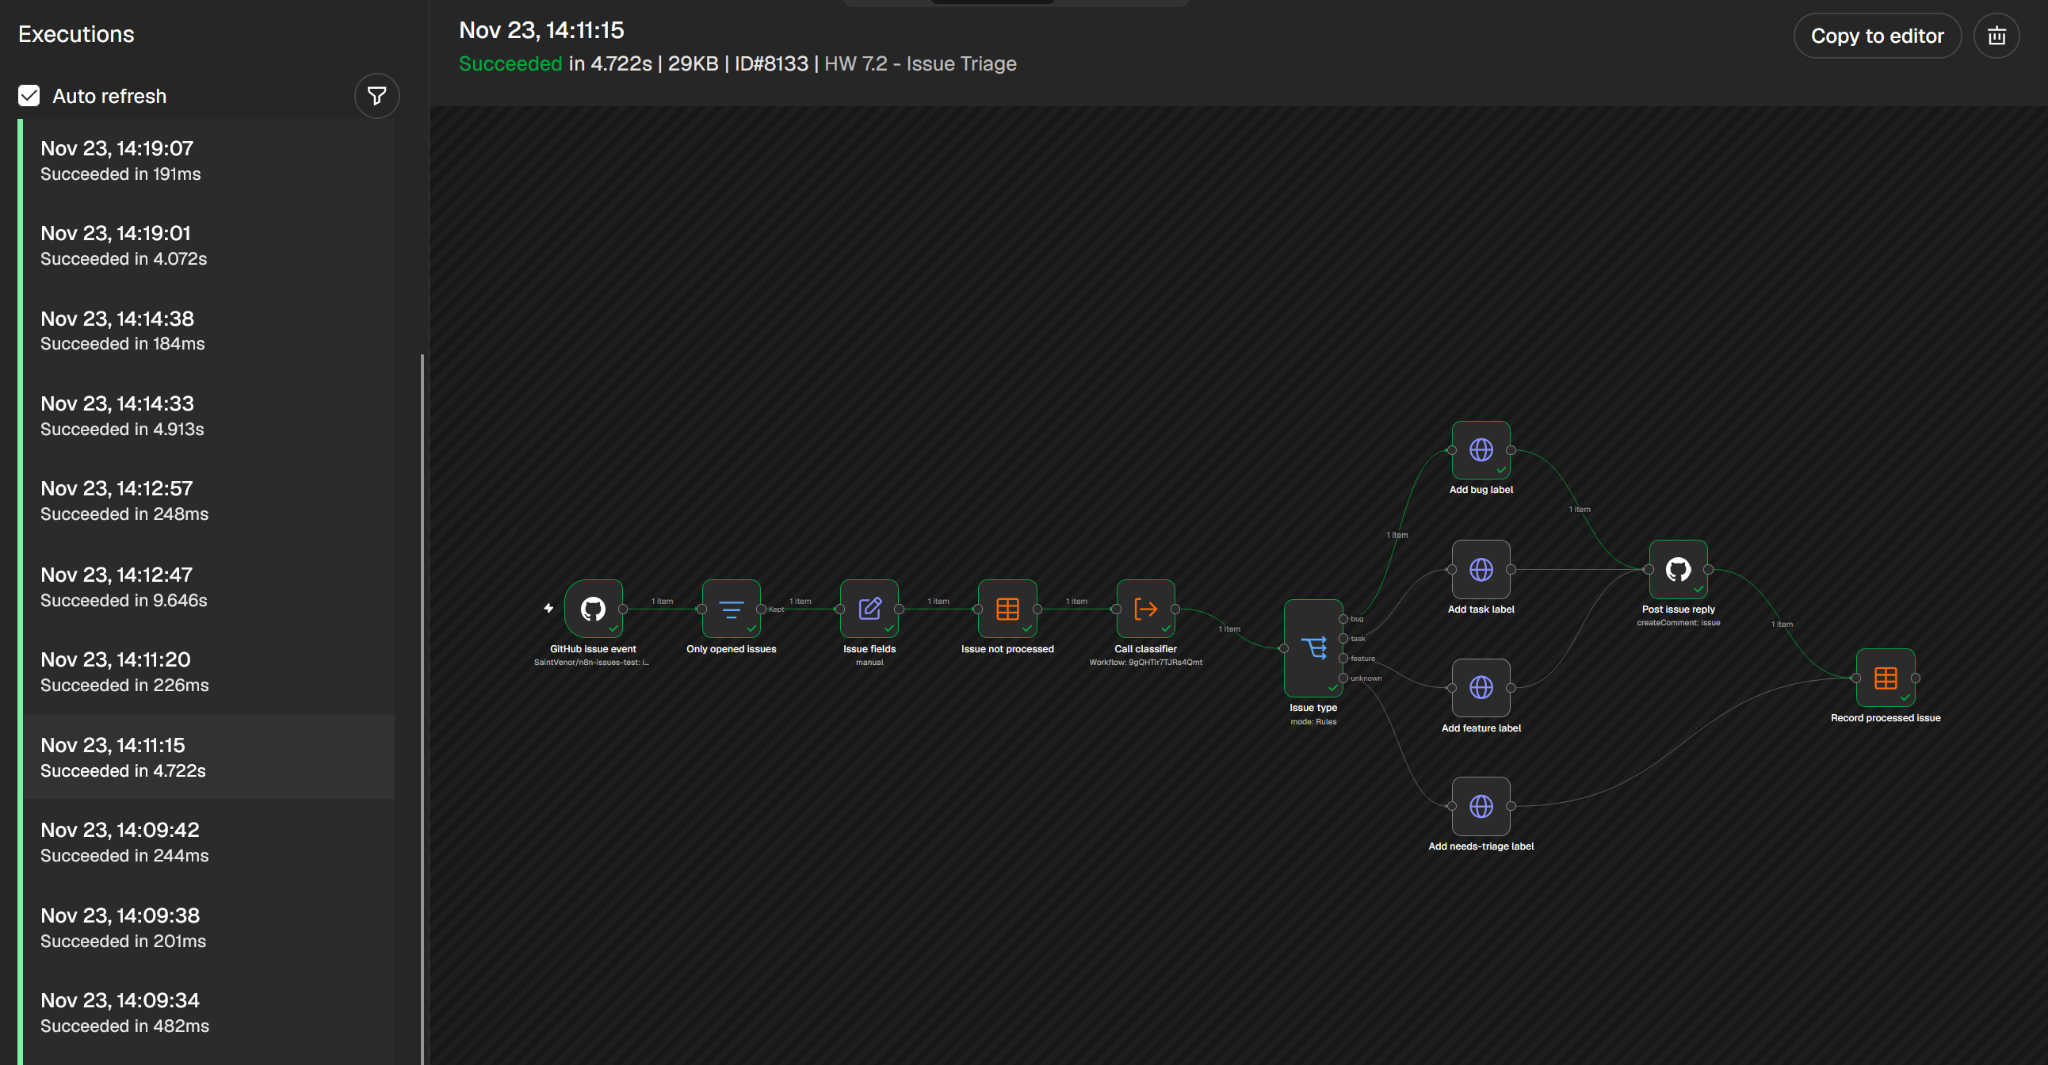 Executions
Auto refresh
Nov 23, 14:19:07
Succeeded in 191ms
Nov 23, 14:19:01
Succeeded in 4.072s
Nov 23, 14:14:38
Succeeded in 184ms
Nov 23, 14:14:33
Succeeded in 4.913s
Nov 23, 14:12:57
Succeeded in 248ms
Nov 23, 14:12:47
Succeeded in 9.646s
Nov 23, 14:11:20
Succeeded in 226ms
Nov 23, 14:11:15
Succeeded in 4.722s
Nov 23, 14:09:42
Succeeded in 244ms
Nov 23, 14:09:38
Succeeded in 201ms
Nov 23, 14:09:34
Succeeded in 482ms
Nov 23, 14:11:15
Succeeded in 4.722s | 29KB | ID#8133 | HW 7.2 - Issue Triage
Copy to editor
GitHub issue event
SaintVenor/n8n-issues-test: i...
1 item
Only opened issues
Kept
1 item
Issue fields
manual
1 item
Issue not processed
1 item
Call classifier
Workflow: 9gQHTIr7TJRs4Qmt
1 item
Issue type
mode: Rules
bug
task
feature
unknown
1 item
Add bug label
Add task label
Add feature label
Add needs-triage label
1 item
Post issue reply
createComment: issue
1 item
Record processed issue